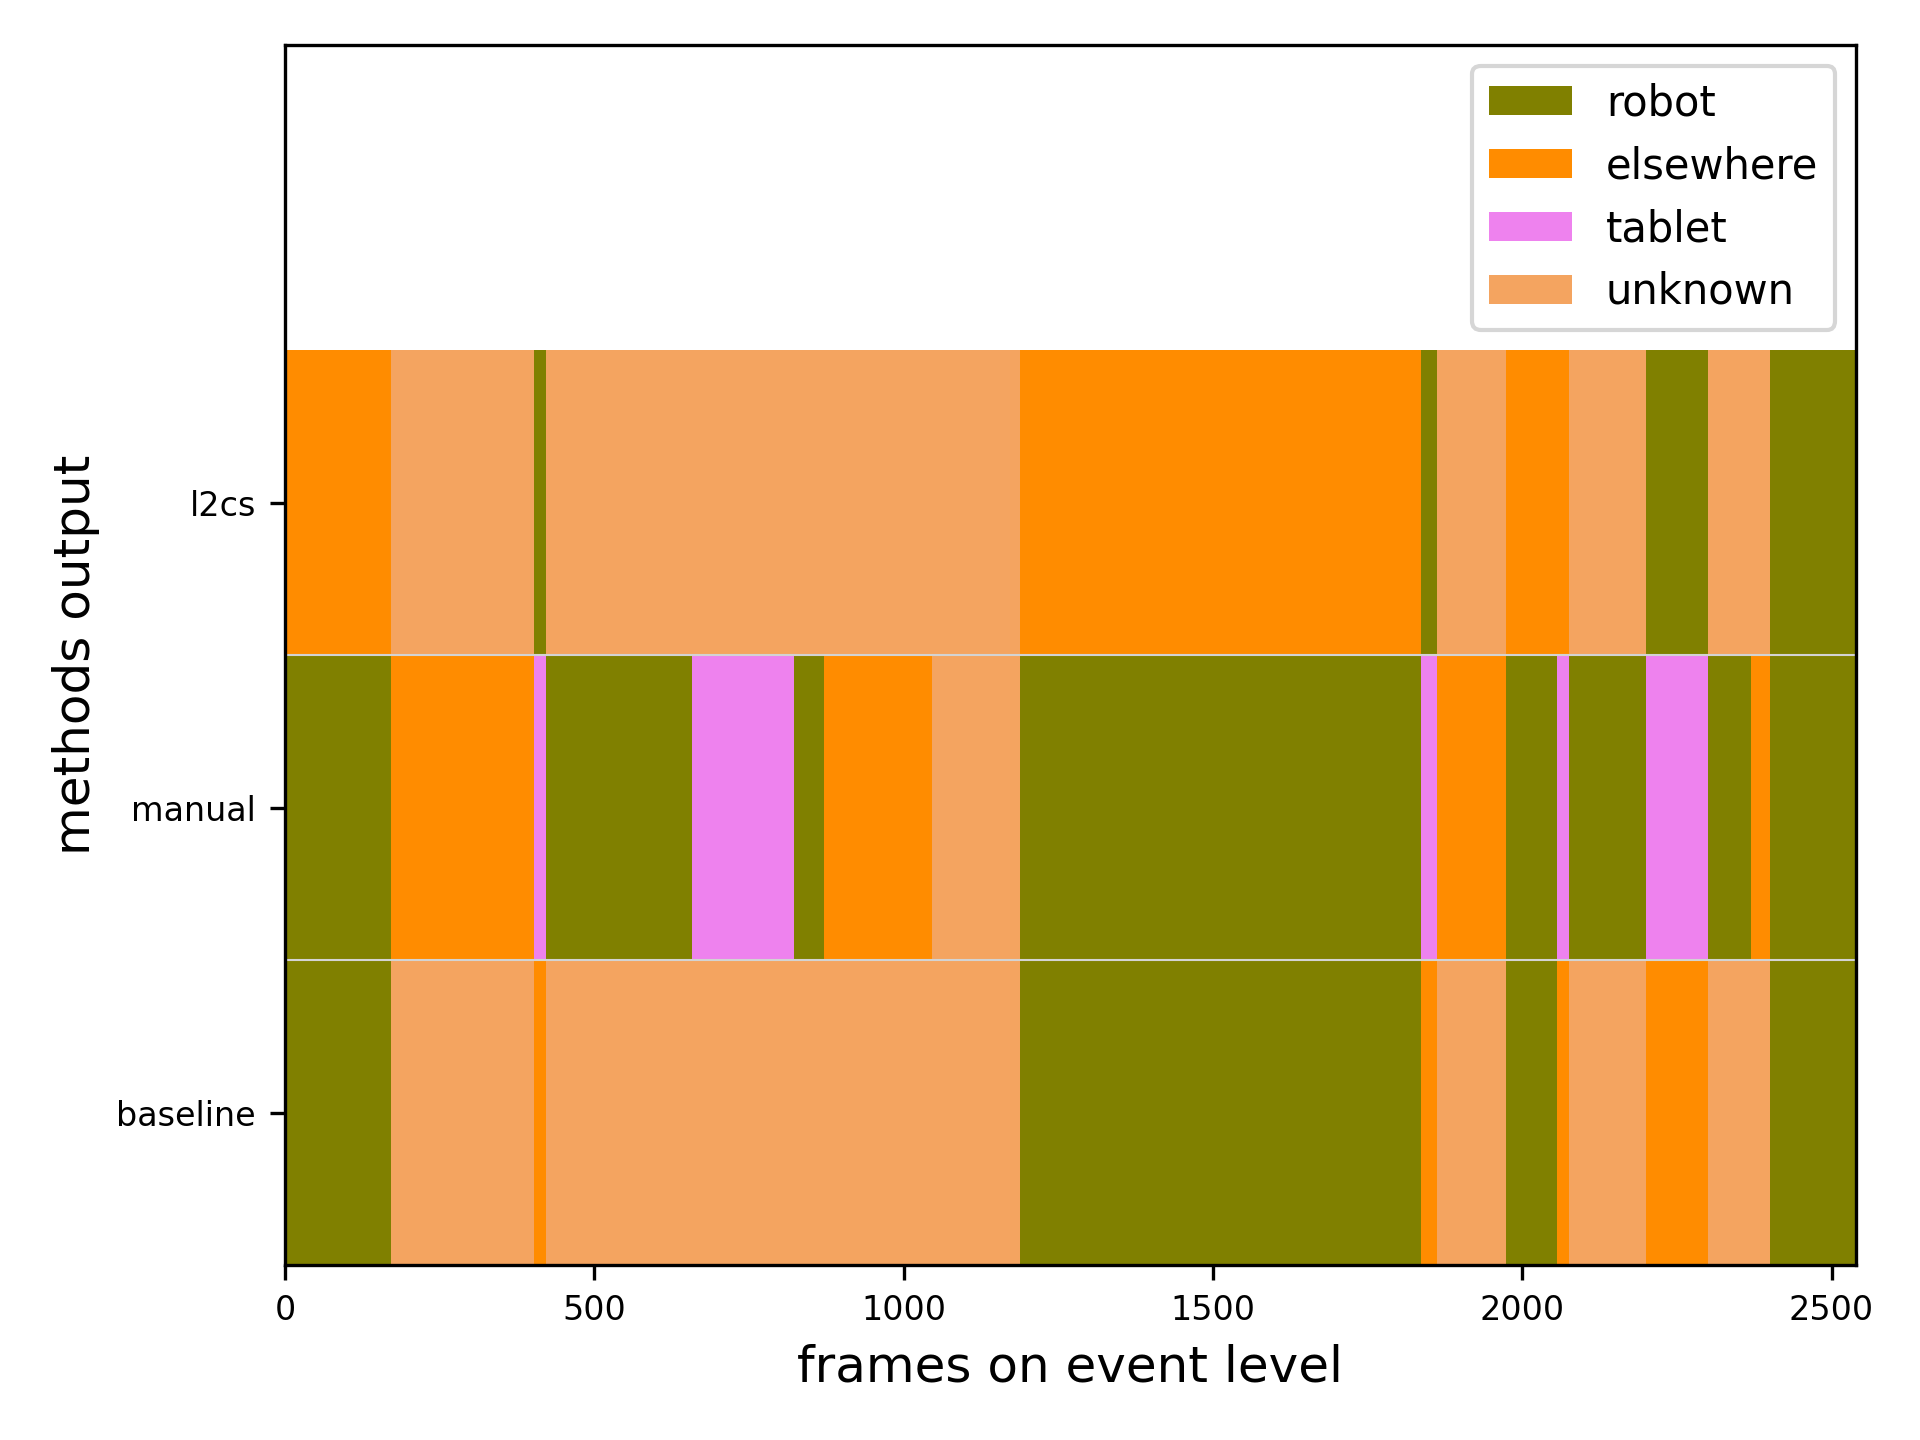 robot
elsewhere
tablet
unknown
methods output
l2cs
manual
baseline
0 500 1000 1500 2000 2500
frames on event level